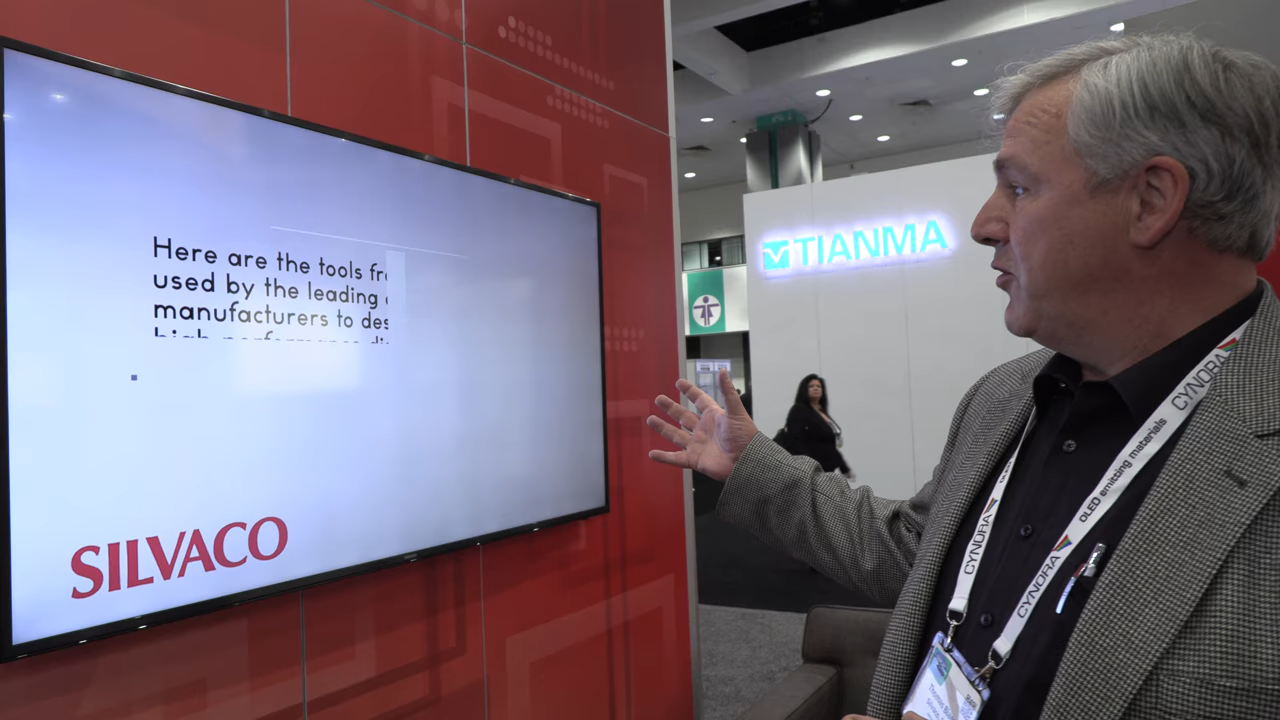 Here are the tools fr
used by the leading
manufacturers to des
SILVACO
TIANMA
CYNORA
OLED emitting materials
CYNORA
CYNORA
Thomas